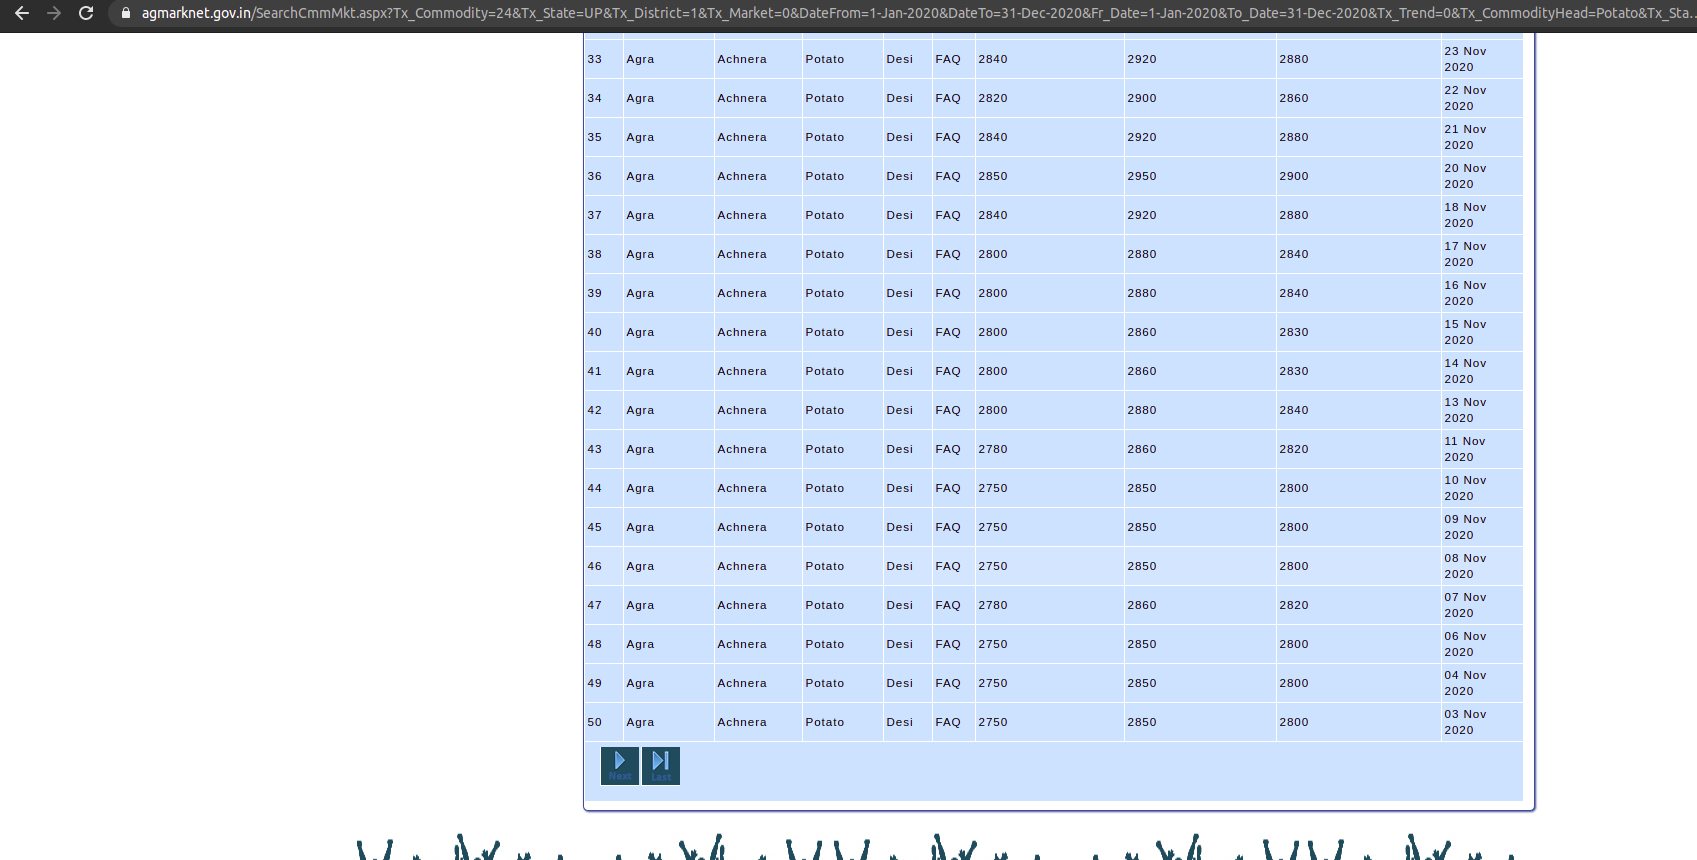 agmarknet.gov.in/SearchCmmMkt.aspx?Tx_Commodity=24&Tx_State=UP&Tx_District=1&Tx_Market=0&DateFrom=1-Jan-2020&DateTo=31-Dec-2020&Fr_Date=1-Jan-2020&To_Date=31-Dec-2020&Tx_Trend=0&Tx_CommodityHead=Potato&Tx_Sta...
33 Agra Achnera Potato Desi FAQ 2840 2920 2880 23 Nov 2020
34 Agra Achnera Potato Desi FAQ 2820 2900 2860 22 Nov 2020
35 Agra Achnera Potato Desi FAQ 2840 2920 2880 21 Nov 2020
36 Agra Achnera Potato Desi FAQ 2850 2950 2900 20 Nov 2020
37 Agra Achnera Potato Desi FAQ 2840 2920 2880 18 Nov 2020
38 Agra Achnera Potato Desi FAQ 2800 2880 2840 17 Nov 2020
39 Agra Achnera Potato Desi FAQ 2800 2880 2840 16 Nov 2020
40 Agra Achnera Potato Desi FAQ 2800 2860 2830 15 Nov 2020
41 Agra Achnera Potato Desi FAQ 2800 2860 2830 14 Nov 2020
42 Agra Achnera Potato Desi FAQ 2800 2880 2840 13 Nov 2020
43 Agra Achnera Potato Desi FAQ 2780 2860 2820 11 Nov 2020
44 Agra Achnera Potato Desi FAQ 2750 2850 2800 10 Nov 2020
45 Agra Achnera Potato Desi FAQ 2750 2850 2800 09 Nov 2020
46 Agra Achnera Potato Desi FAQ 2750 2850 2800 08 Nov 2020
47 Agra Achnera Potato Desi FAQ 2780 2860 2820 07 Nov 2020
48 Agra Achnera Potato Desi FAQ 2750 2850 2800 06 Nov 2020
49 Agra Achnera Potato Desi FAQ 2750 2850 2800 04 Nov 2020
50 Agra Achnera Potato Desi FAQ 2750 2850 2800 03 Nov 2020
Next Last